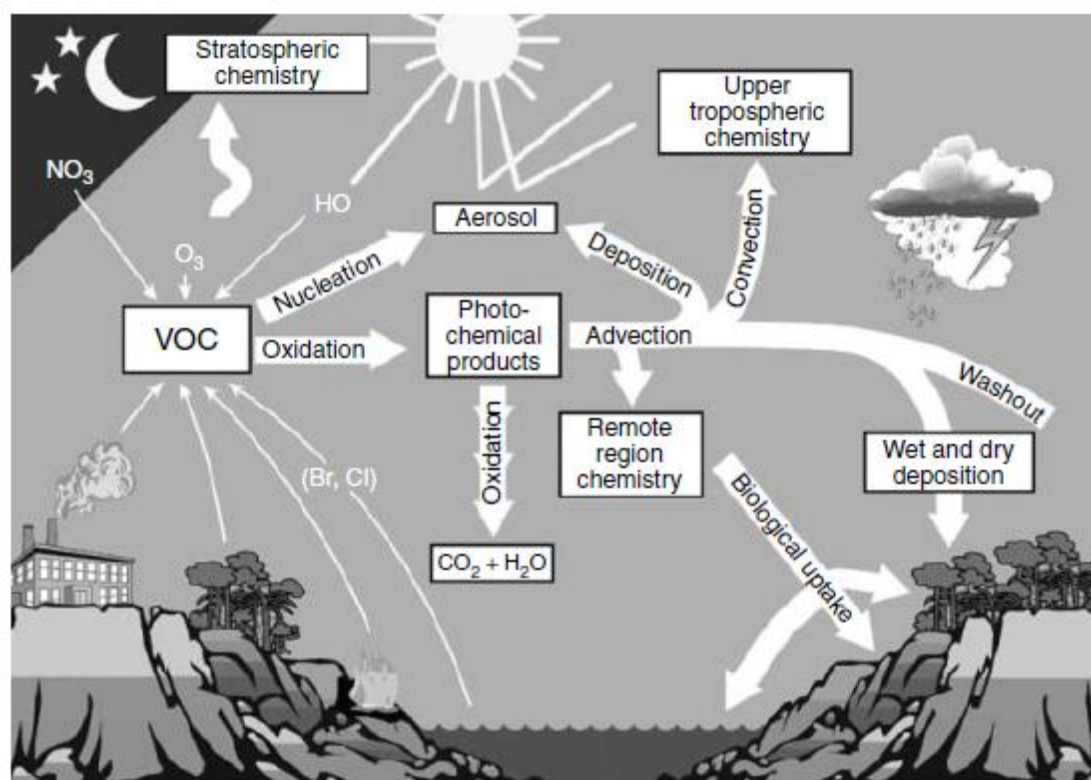 Stratospheric
chemistry
Upper
tropospheric
chemistry
NO₃
HO
O₃
Aerosol
Nucleation
Deposition
Convection
VOC
Oxidation
Photo-
chemical
products
Advection
Washout
Oxidation
Remote
region
chemistry
Wet and dry
deposition
(Br, Cl)
Biological uptake
CO₂ + H₂O